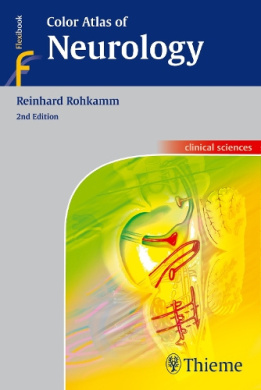 Flexibook
f
Color Atlas of
Neurology
Reinhard Rohkamm
2nd Edition
clinical sciences
Thieme